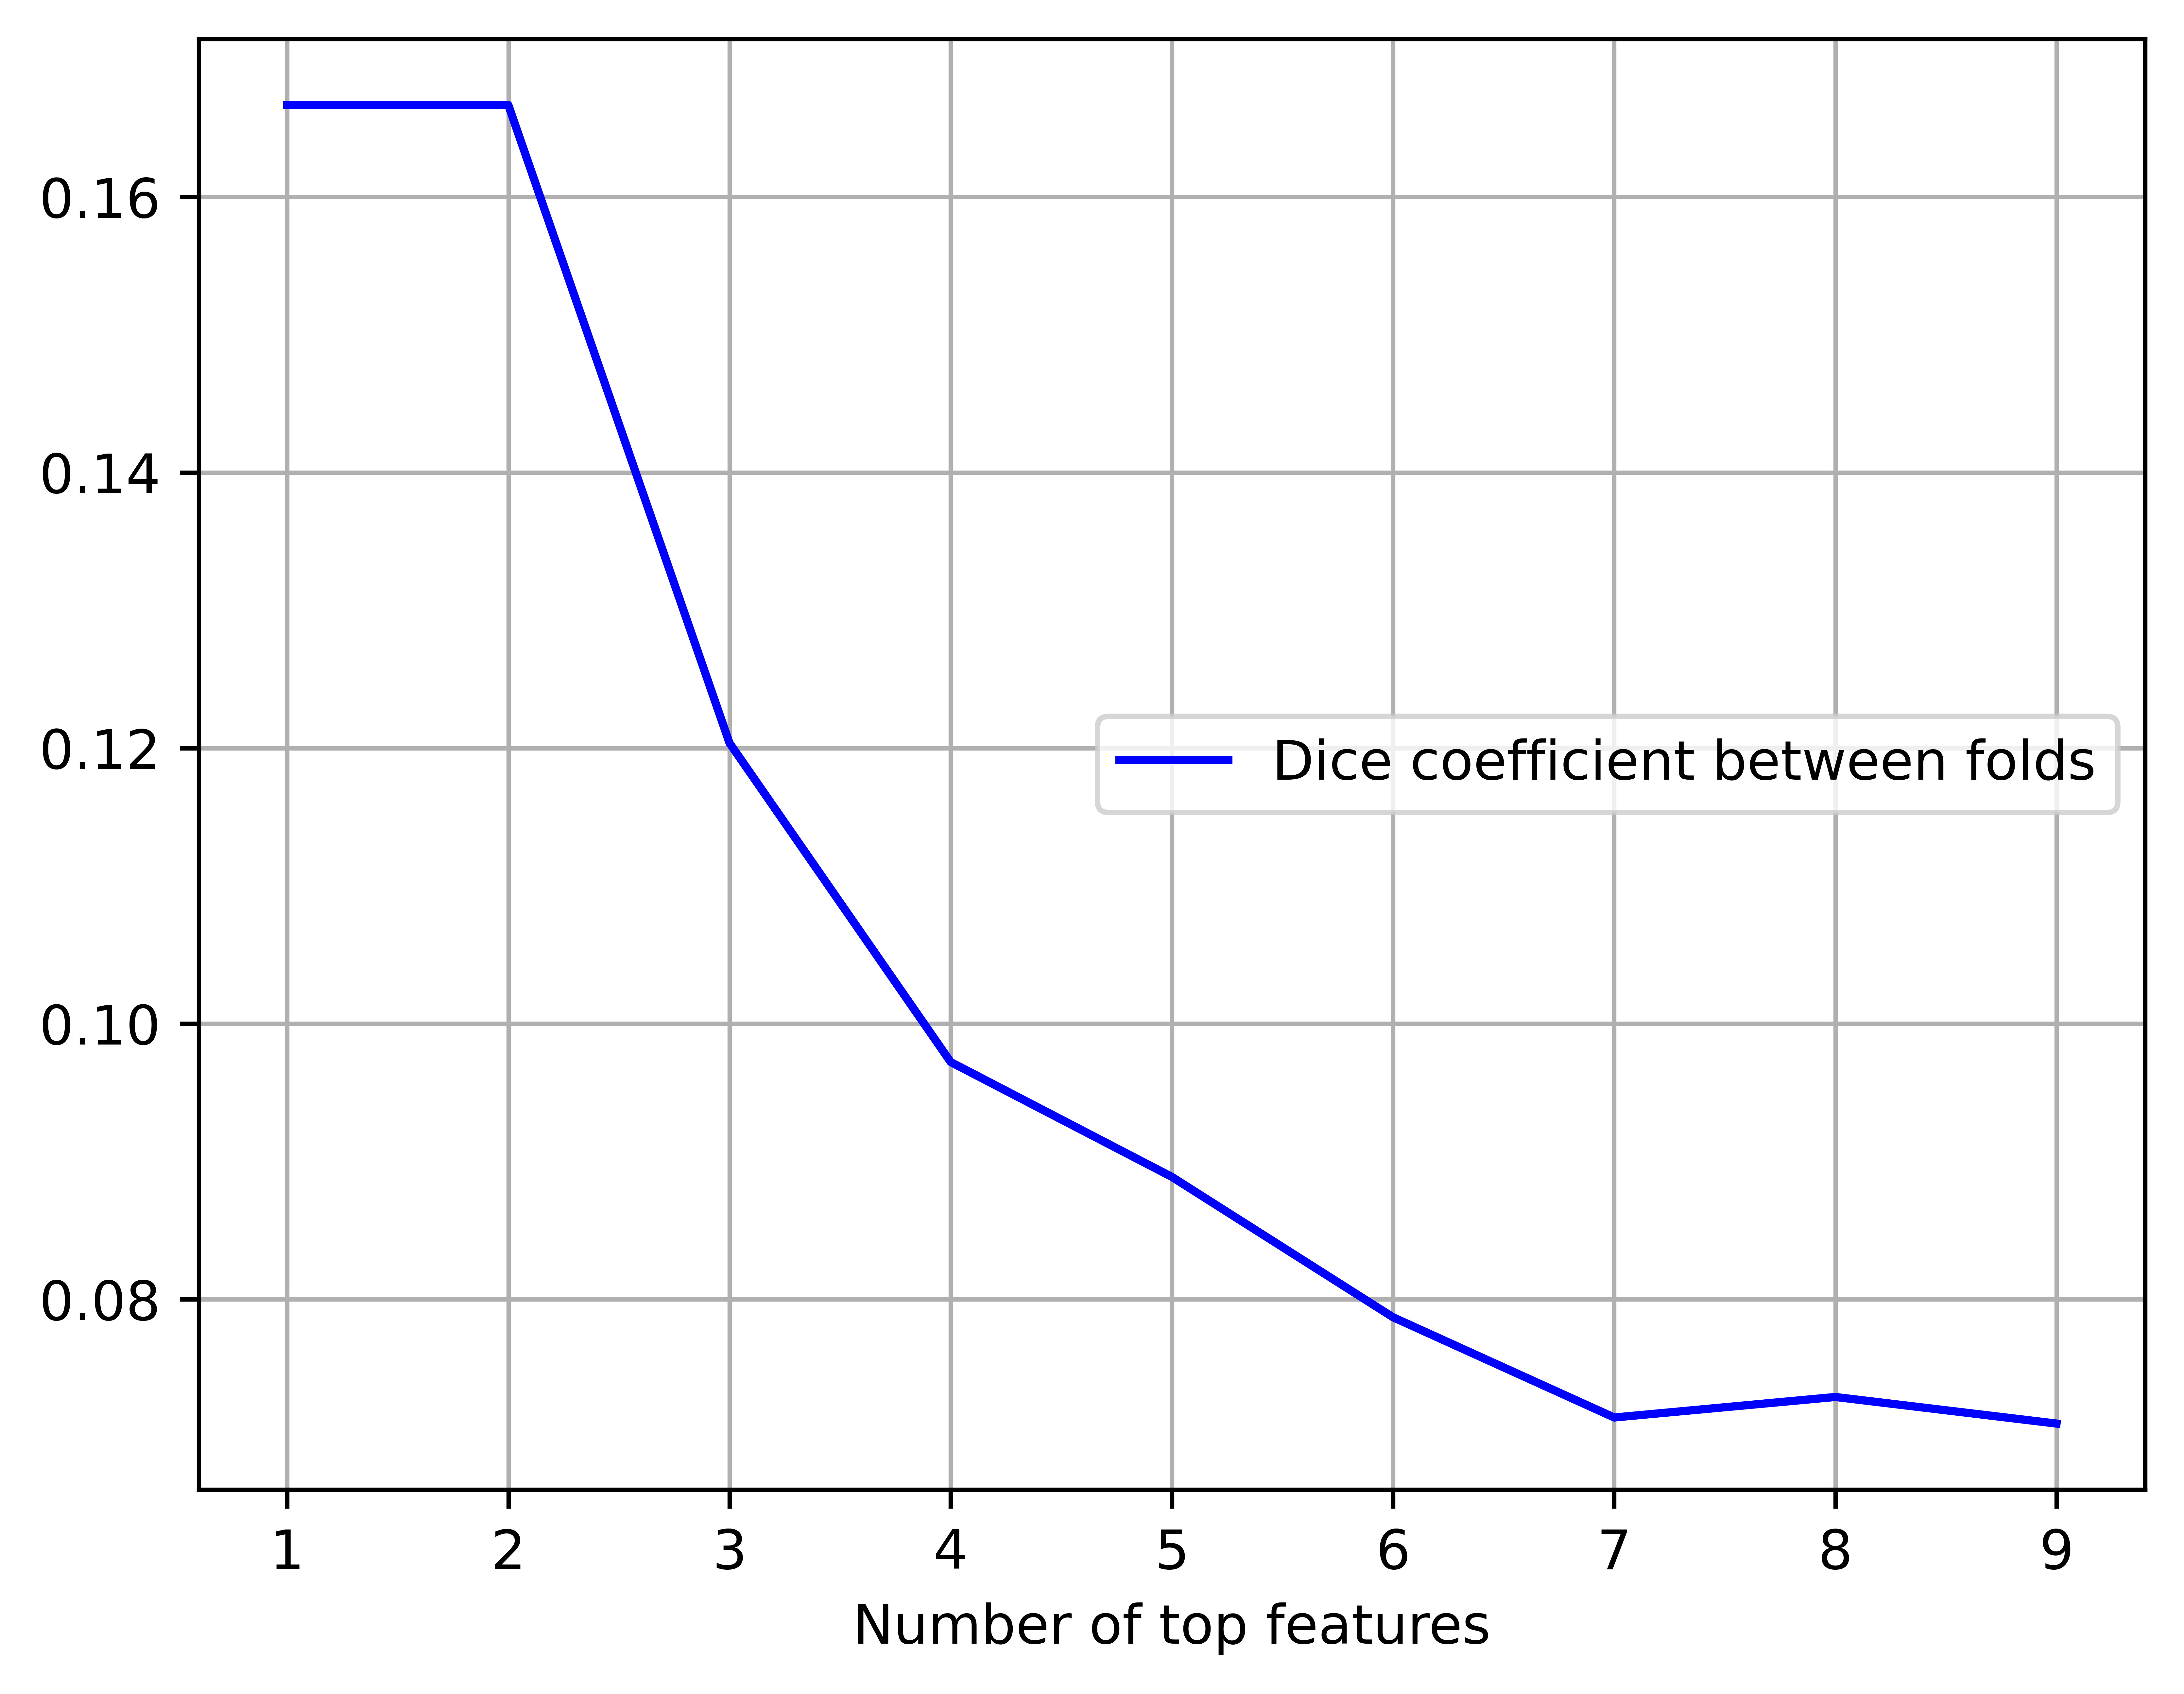 0.16
0.14
0.12
0.10
0.08
Dice coefficient between folds
1 2 3 4 5 6 7 8 9
Number of top features